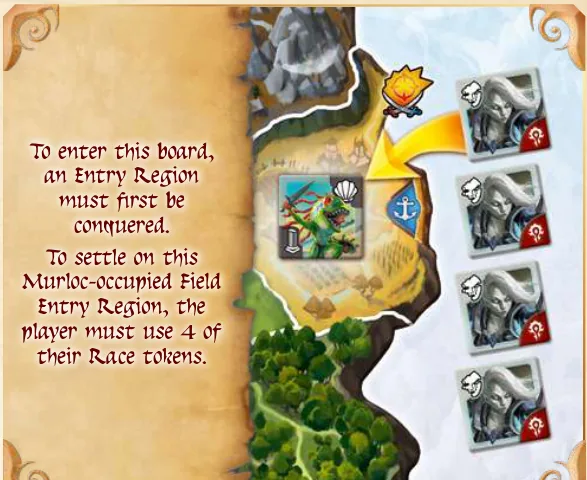 To enter this board,
an Entry Region
must first be
conquered.
To settle on this
Murloc-occupied Field
Entry Region, the
player must use 4 of
their Race tokens.